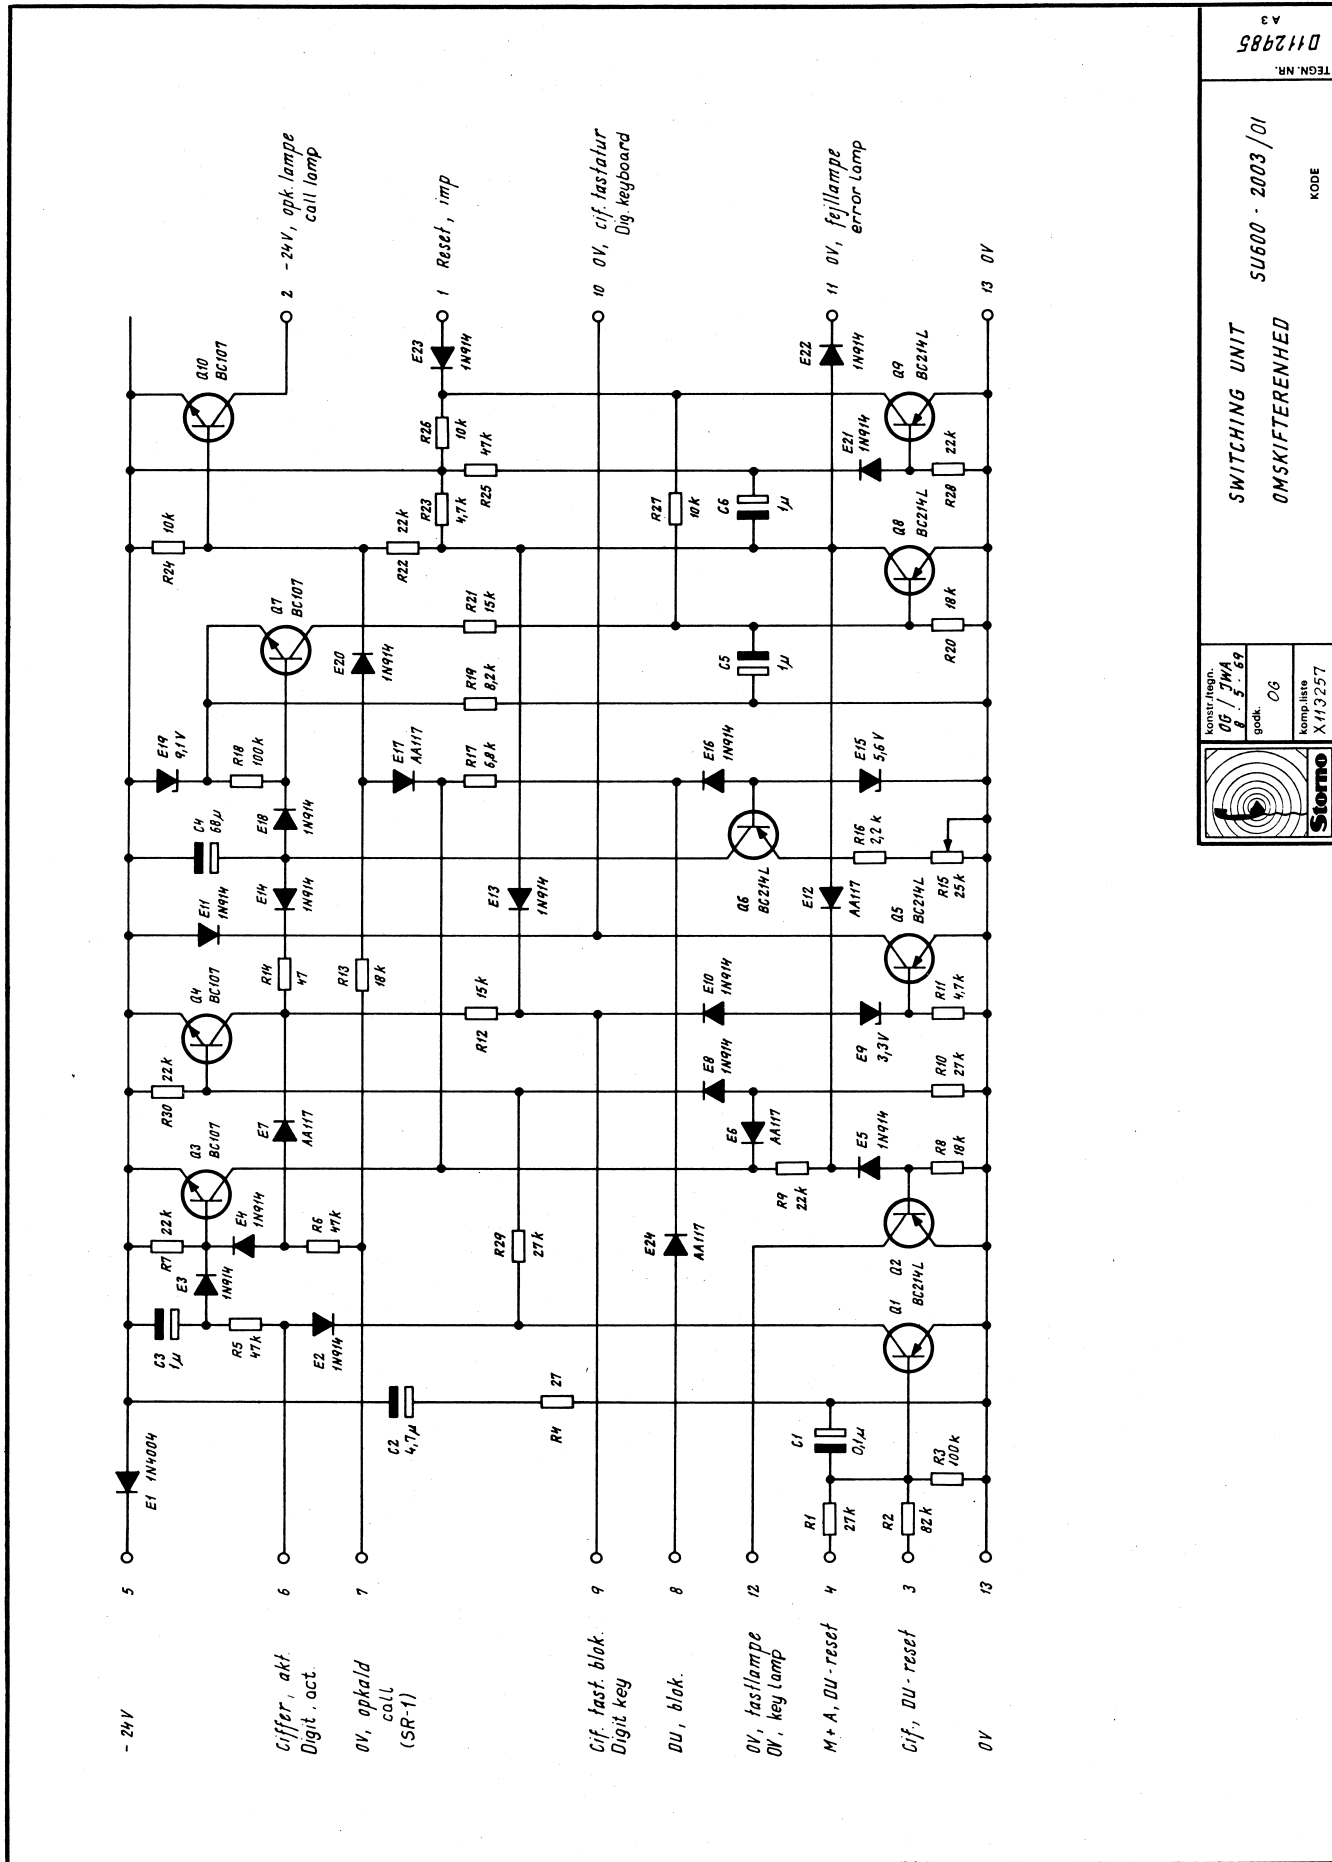 - 24V
5
Ciffer, akt.
Digit. act.
6
0V, opkald
call
(SR-1)
7
Cif. tast. blok.
Digit key
9
DU, blok.
8
0V, tastlampe
0V, key lamp
12
M + A, DU-reset
4
Cif., DU-reset
3
0V
13
E1 1N4004
C3
1µ
R5
47k
E2
1N914
C2
4,7µ
R4
27
C1
0,1µ
R1
27k
R2
82k
R3
100k
Q1
BC214L
Q2
R7
22k
E3
1N914
E4
1N914
R6
47k
Q3
BC107
R29
27k
E24
AA117
R9
22k
E5
1N914
R8
18k
R30
22k
E7
AA117
E6
AA117
E8
1N914
R10
27k
Q4
BC107
R14
47
R13
18k
R12
15k
E10
1N914
E9
3,3V
R11
4,7k
Q5
BC214L
E11
1N914
E14
1N914
E13
1N914
Q6
BC214L
E12
AA117
R15
25k
C4
68µ
E18
1N914
R16
2,2k
E19
9,1V
R18
100k
E17
AA117
R17
6,8k
E16
1N914
E15
5,6V
Q7
BC107
E20
1N914
R19
8,2k
R21
15k
C5
1µ
R20
18k
R24
10k
R22
22k
R23
4,7k
R25
47k
R26
10k
R27
10k
C6
1µ
Q8
BC214L
R28
22k
E21
1N914
Q9
BC214L
Q10
BC107
E23
1N914
E22
1N914
2 -24V, opk. lampe
call lamp
1 Reset, imp
10 0V, cif. tastatur
Dig. keyboard
11 0V, fejllampe
error lamp
13 0V
Storno
konstr./tegn.
OG / JWA
8 . 5 . 69
godk.
OG
komp.liste
X113257
SWITCHING UNIT
OMSKIFTERENHED
SU600 - 2003 / 01
KODE
TEGN. NR.
D112985
A 3